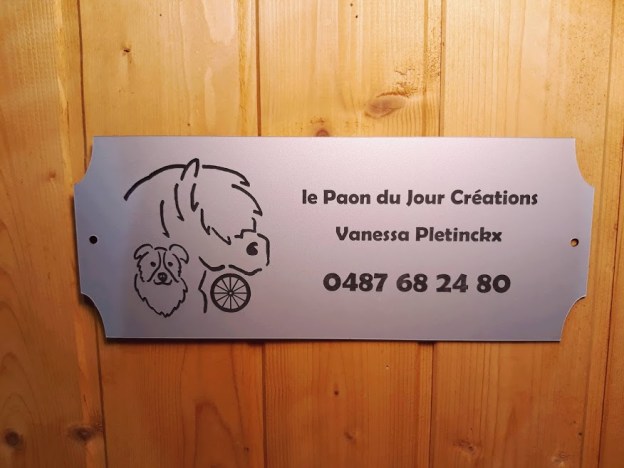 le Paon du Jour Créations
Vanessa Pletinckx
0487 68 24 80